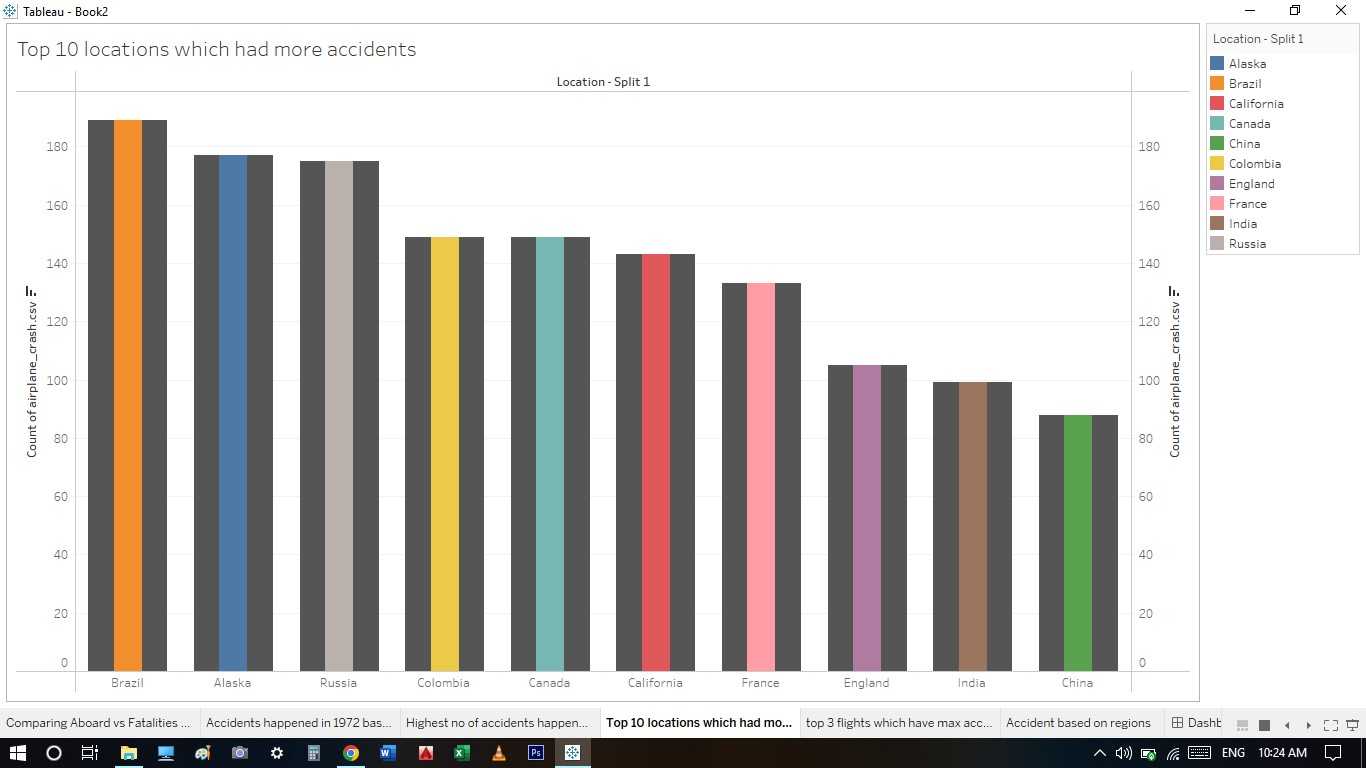 Tableau - Book2
Top 10 locations which had more accidents
Location - Split 1
Count of airplane_crash.csv
180
160
140
120
100
80
60
40
20
0
180
160
140
120
100
80
60
40
20
0
Count of airplane_crash.csv
Brazil Alaska Russia Colombia Canada California France England India China
Location - Split 1
Alaska
Brazil
California
Canada
China
Colombia
England
France
India
Russia
Comparing Aboard vs Fatalities ... Accidents happened in 1972 bas... Highest no of accidents happen... Top 10 locations which had mo... top 3 flights which have max acc... Accident based on regions Dashb
W X Ps ENG 10:24 AM